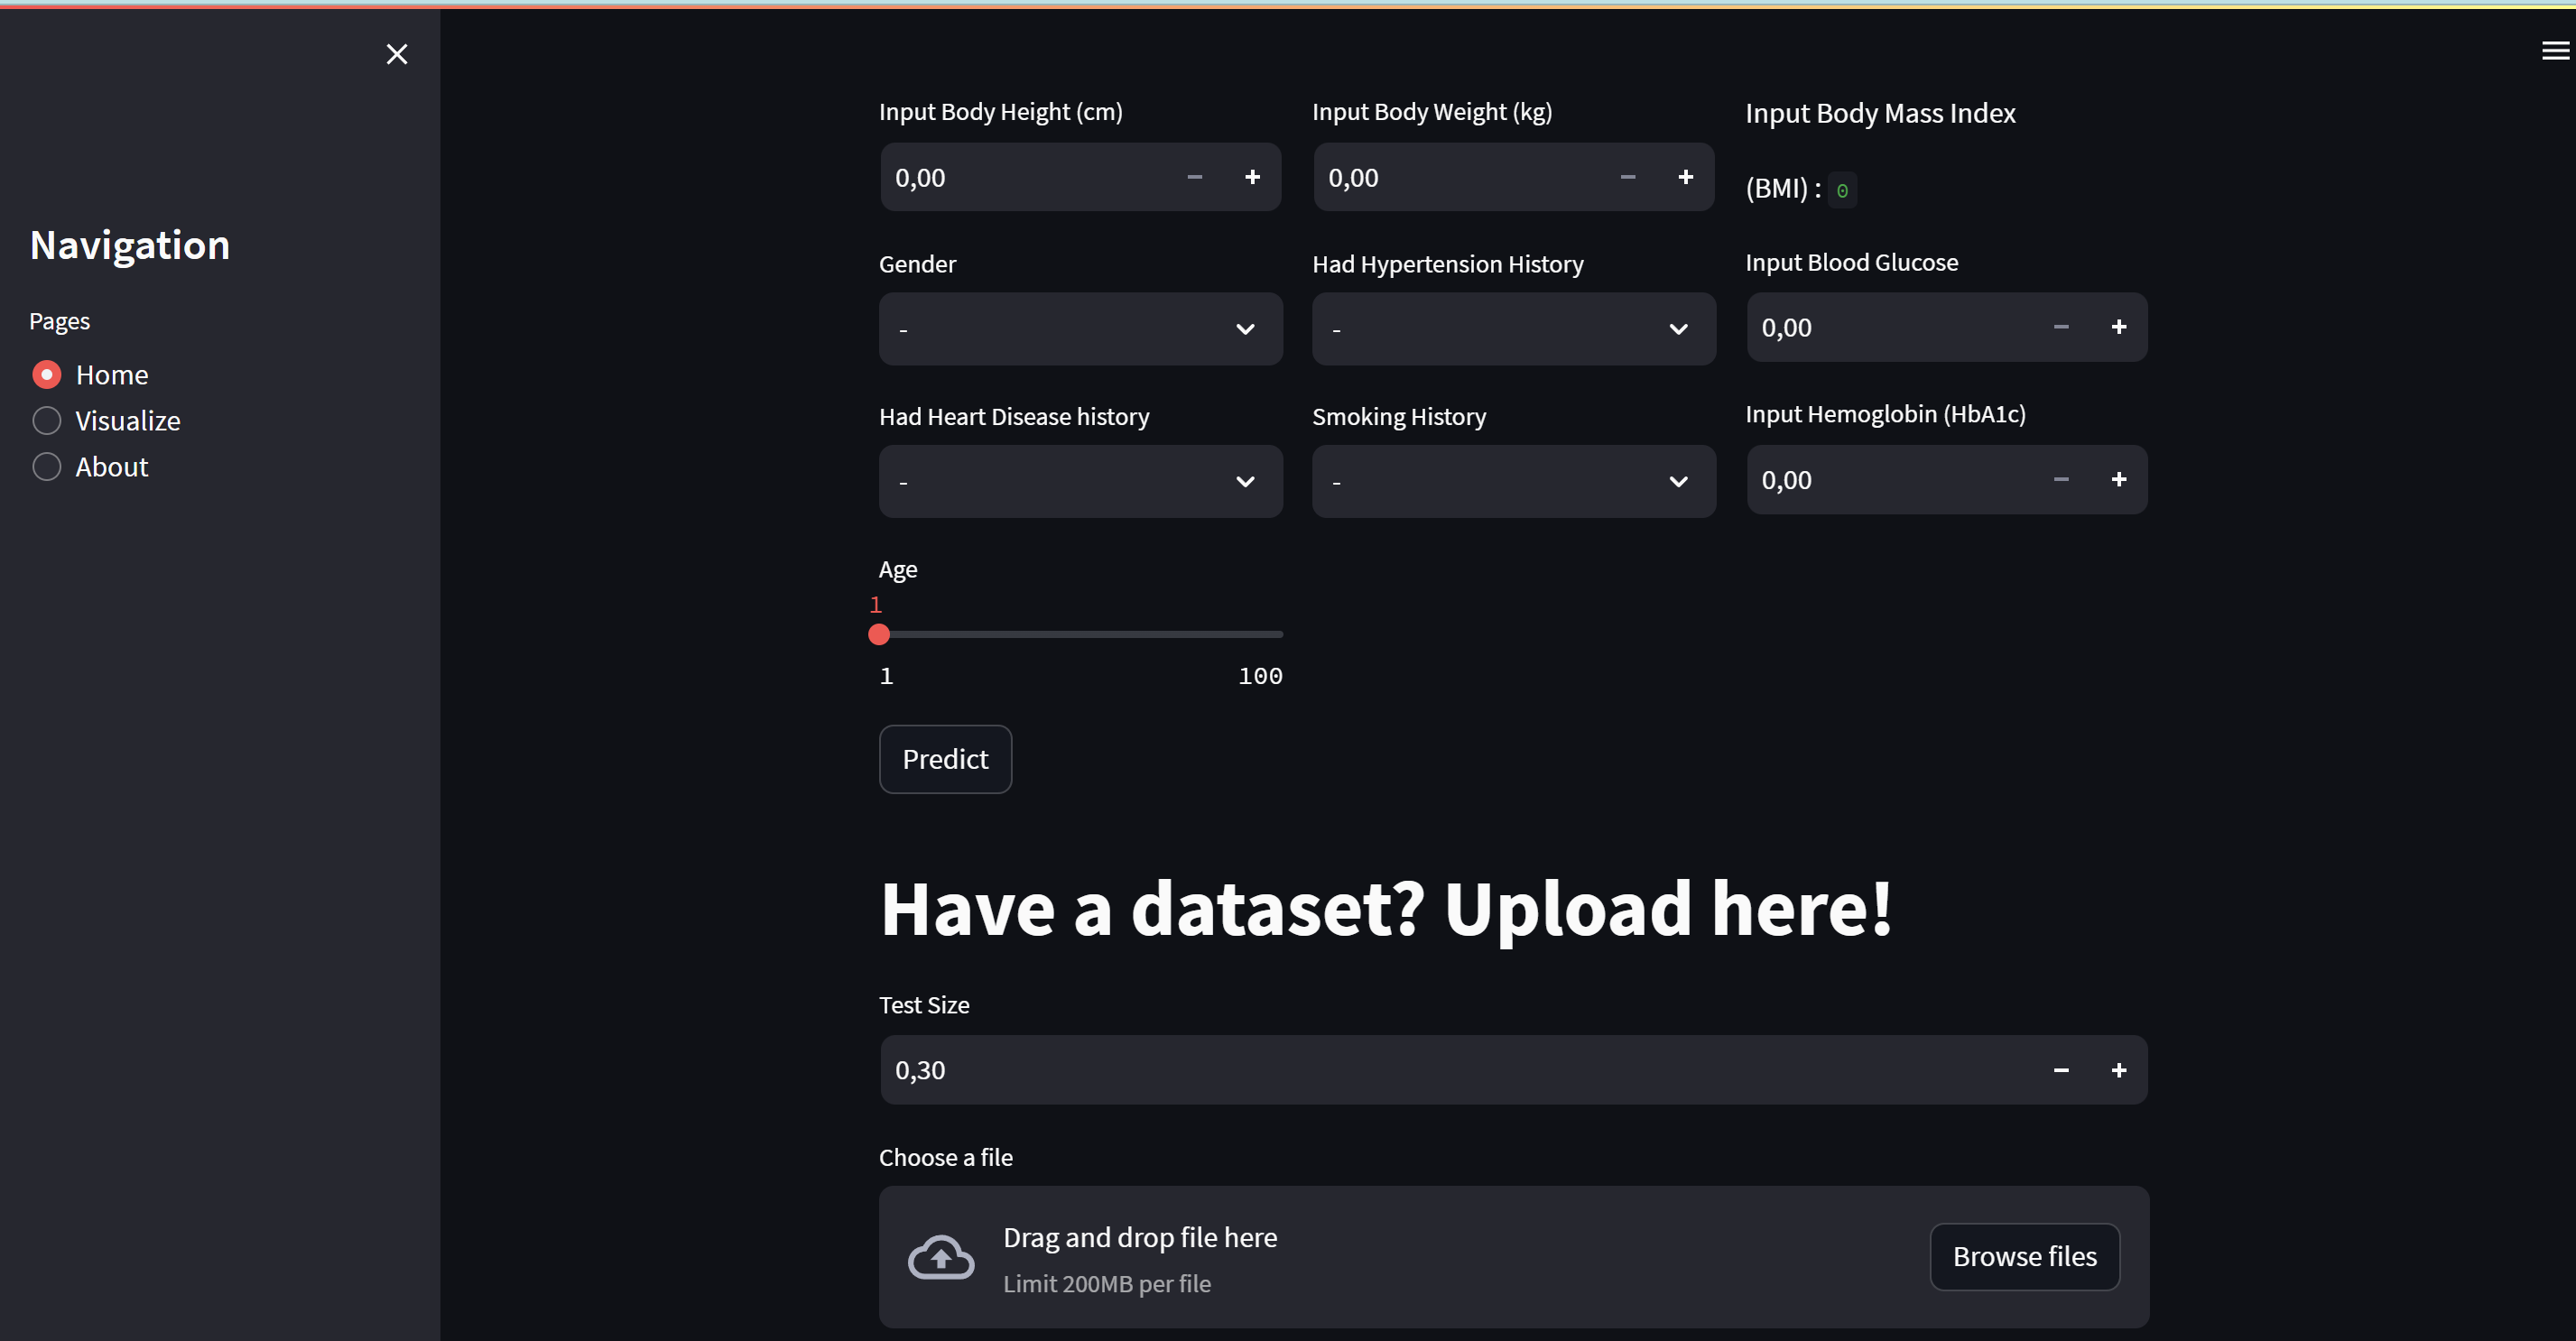 Navigation
Pages
Home
Visualize
About
Input Body Height (cm)
0,00
Input Body Weight (kg)
0,00
Input Body Mass Index
(BMI) : 0
Gender
-
Had Hypertension History
-
Input Blood Glucose
0,00
Had Heart Disease history
-
Smoking History
-
Input Hemoglobin (HbA1c)
0,00
Age
1
1 100
Predict
Have a dataset? Upload here!
Test Size
0,30
Choose a file
Drag and drop file here
Limit 200MB per file
Browse files